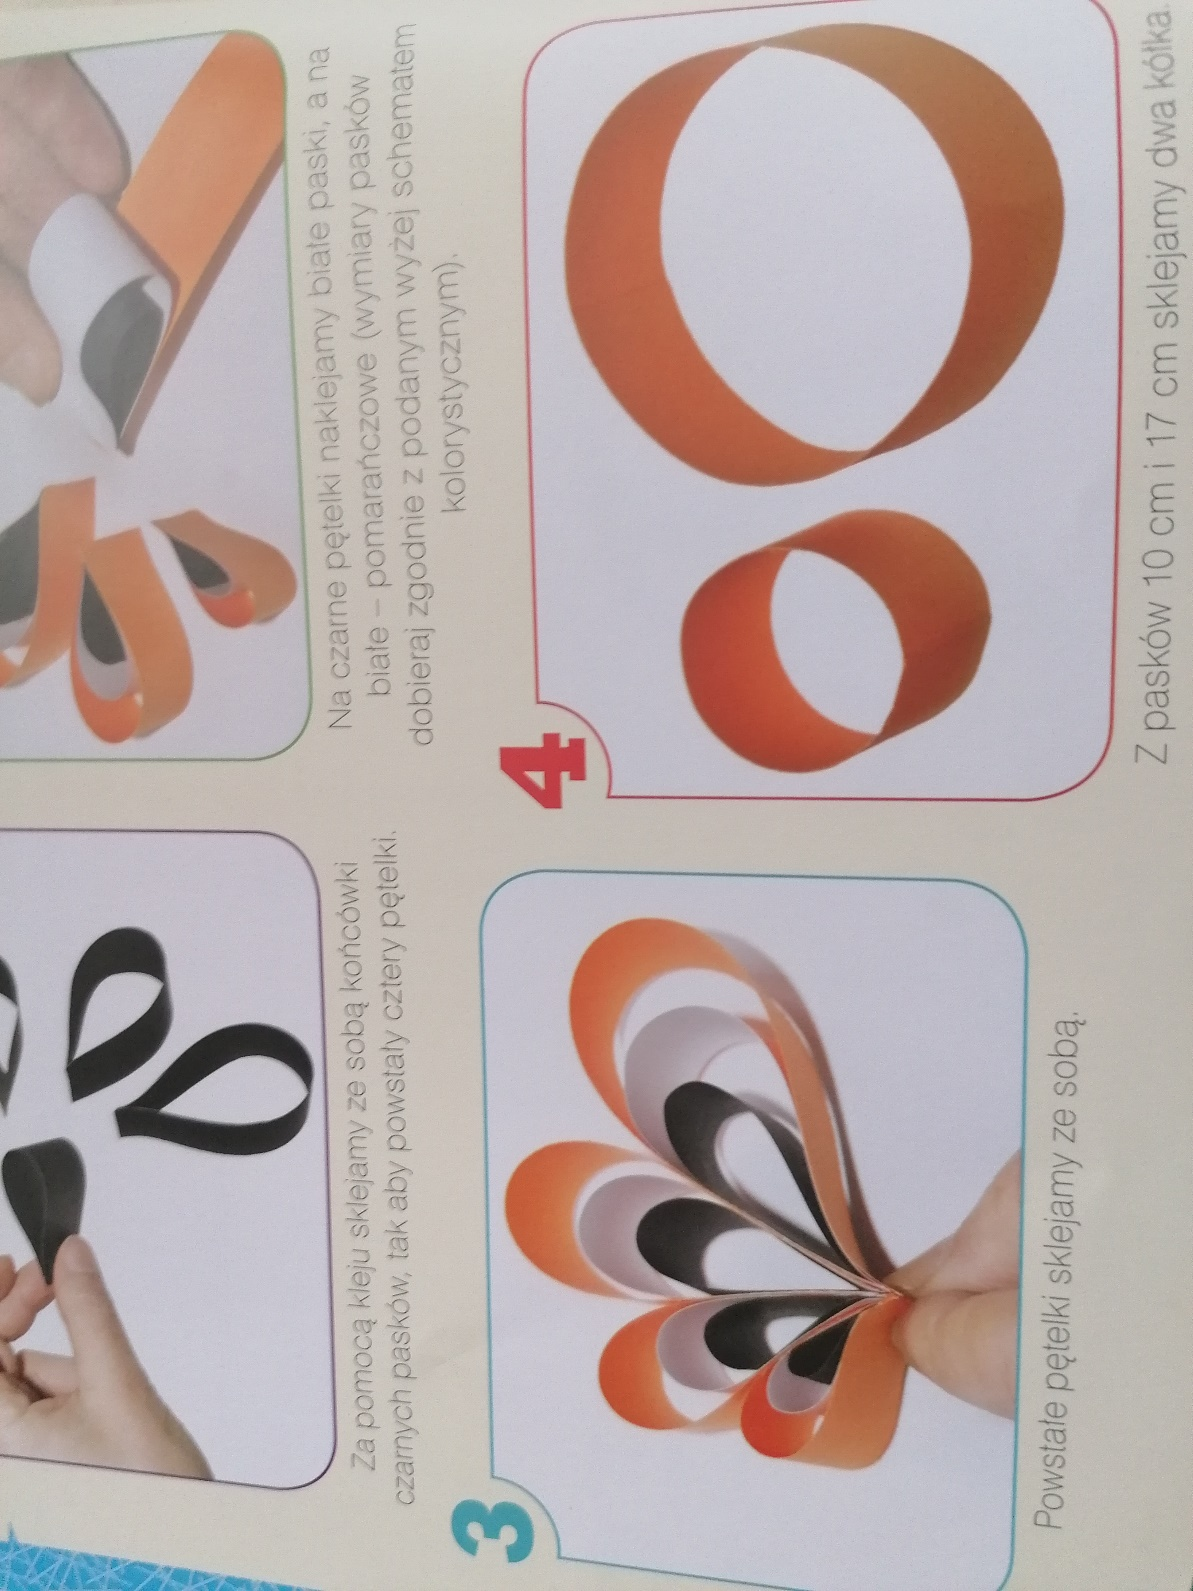 Za pomocą kleju sklejamy ze sobą końcówki
czarnych pasków, tak aby powstały cztery pętelki.
Na czarne pętelki naklejamy białe paski, a na
białe – pomarańczowe (wymiary pasków
dobieraj zgodnie z podanym wyżej schematem
kolorystycznym).
3
Powstałe pętelki sklejamy ze sobą.
4
Z pasków 10 cm i 17 cm sklejamy dwa kółka.